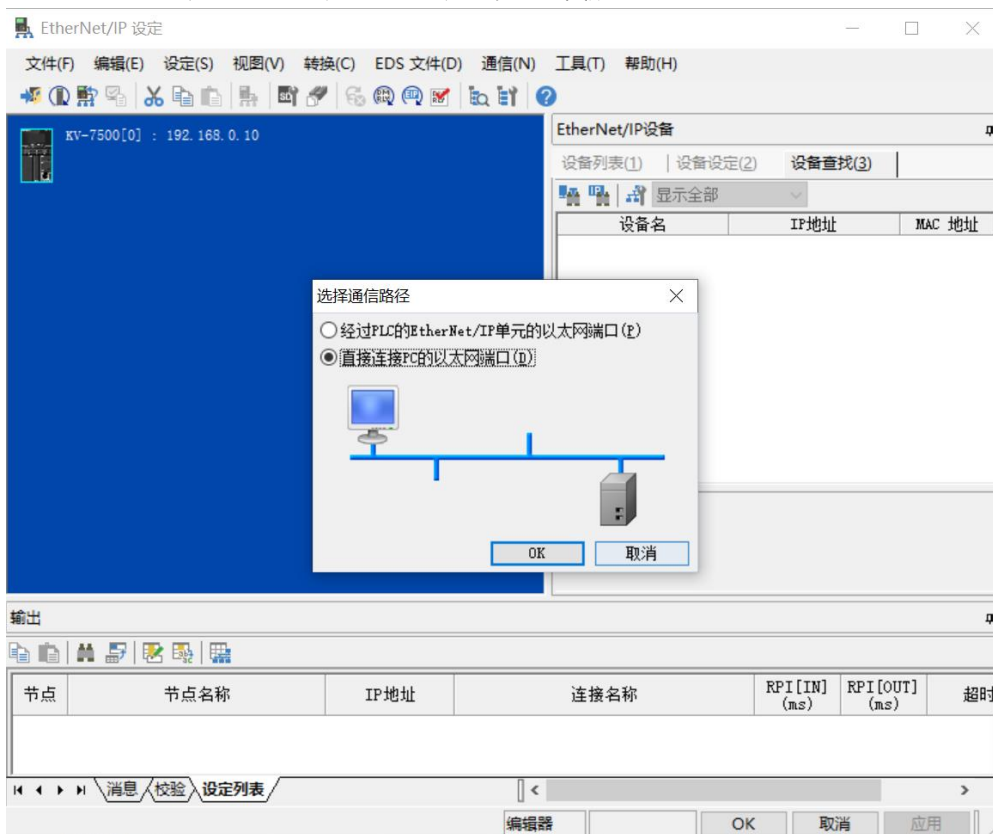 EtherNet/IP 设定
文件(F) 编辑(E) 设定(S) 视图(V) 转换(C) EDS 文件(D) 通信(N) 工具(T) 帮助(H)
KV-7500[0] : 192.168.0.10
EtherNet/IP设备
设备列表(1) 设备设定(2) 设备查找(3)
显示全部
设备名 IP地址 MAC 地址
选择通信路径
经过PLC的EtherNet/IP单元的以太网端口(P)
直接连接PC的以太网端口(D)
OK 取消
输出
节点 节点名称 IP地址 连接名称 RPI[IN] (ms) RPI[OUT] (ms) 超时
消息 校验 设定列表
编辑器 OK 取消 应用